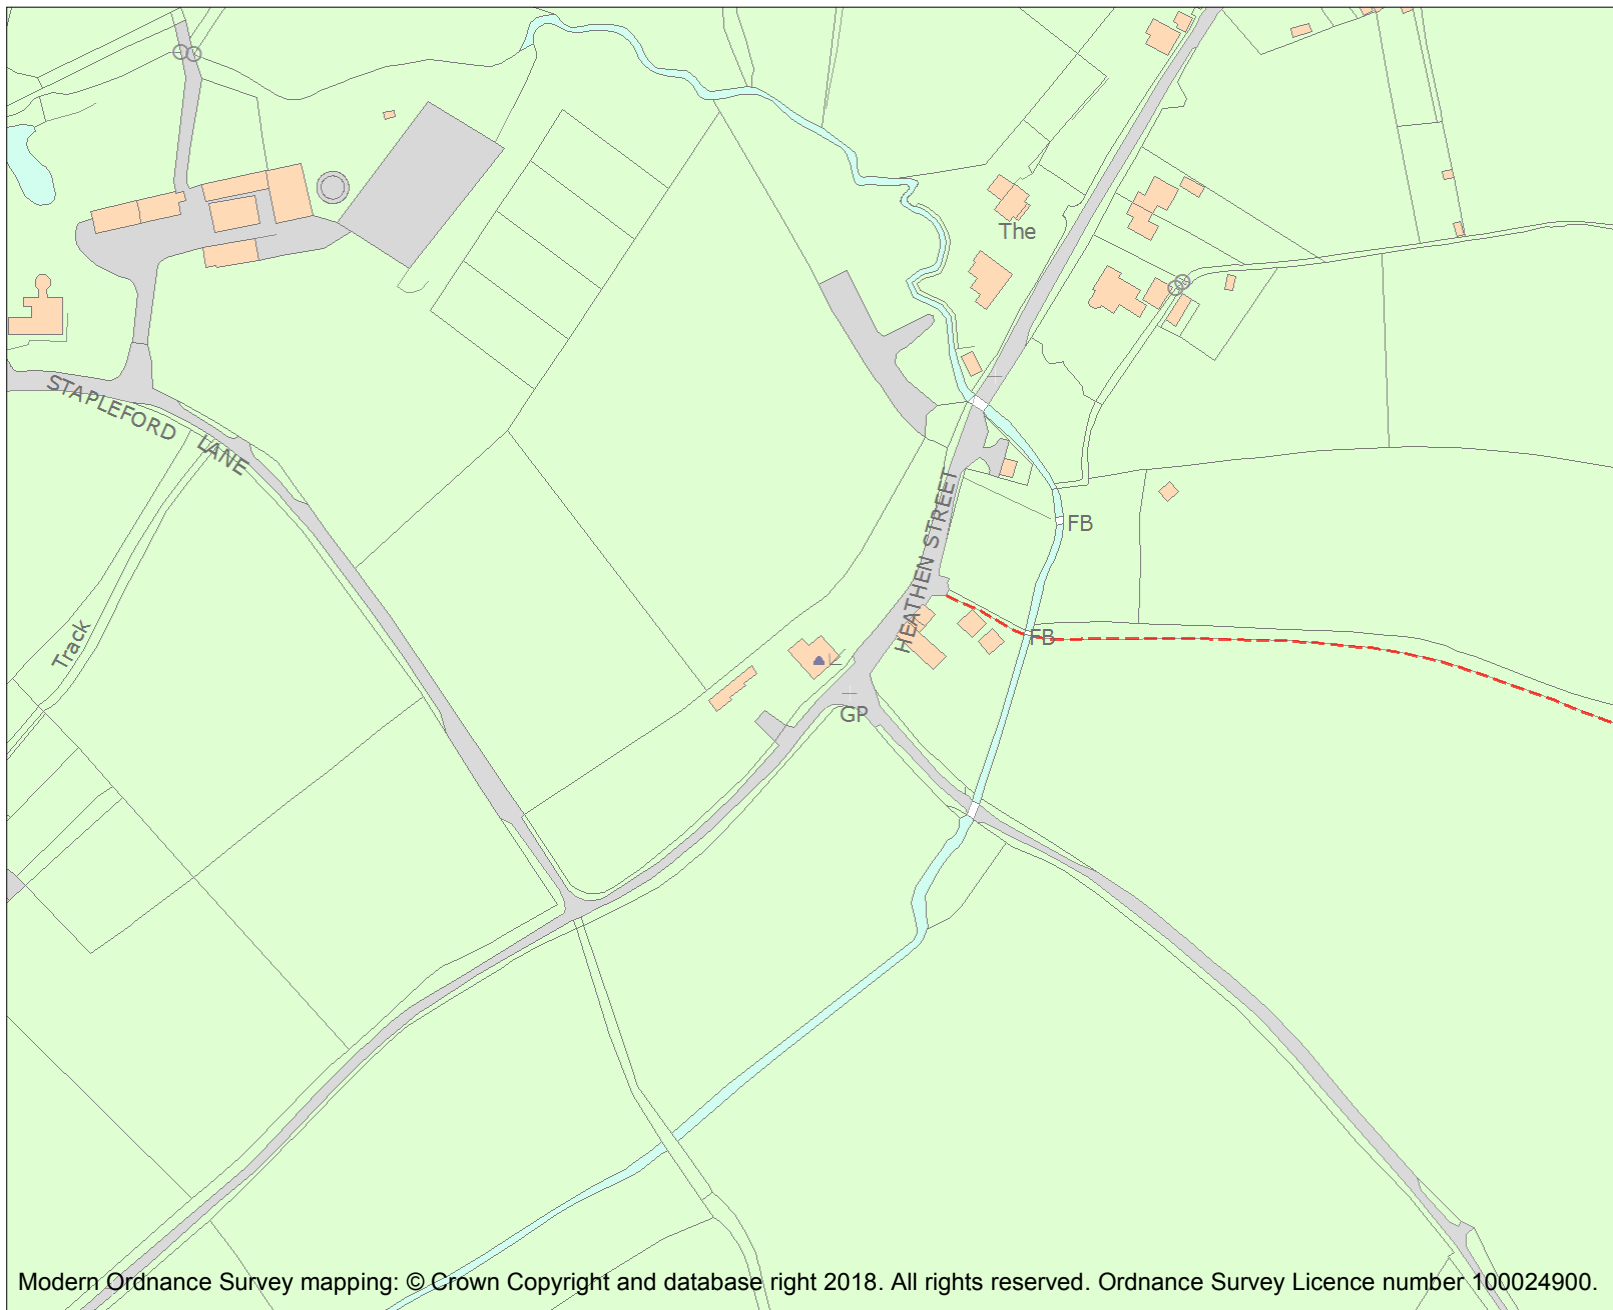 The
STAPLEFORD LANE
HEATHEN STREET
FB
FB
Track
GP
Modern Ordnance Survey mapping: © Crown Copyright and database right 2018. All rights reserved. Ordnance Survey Licence number 100024900.